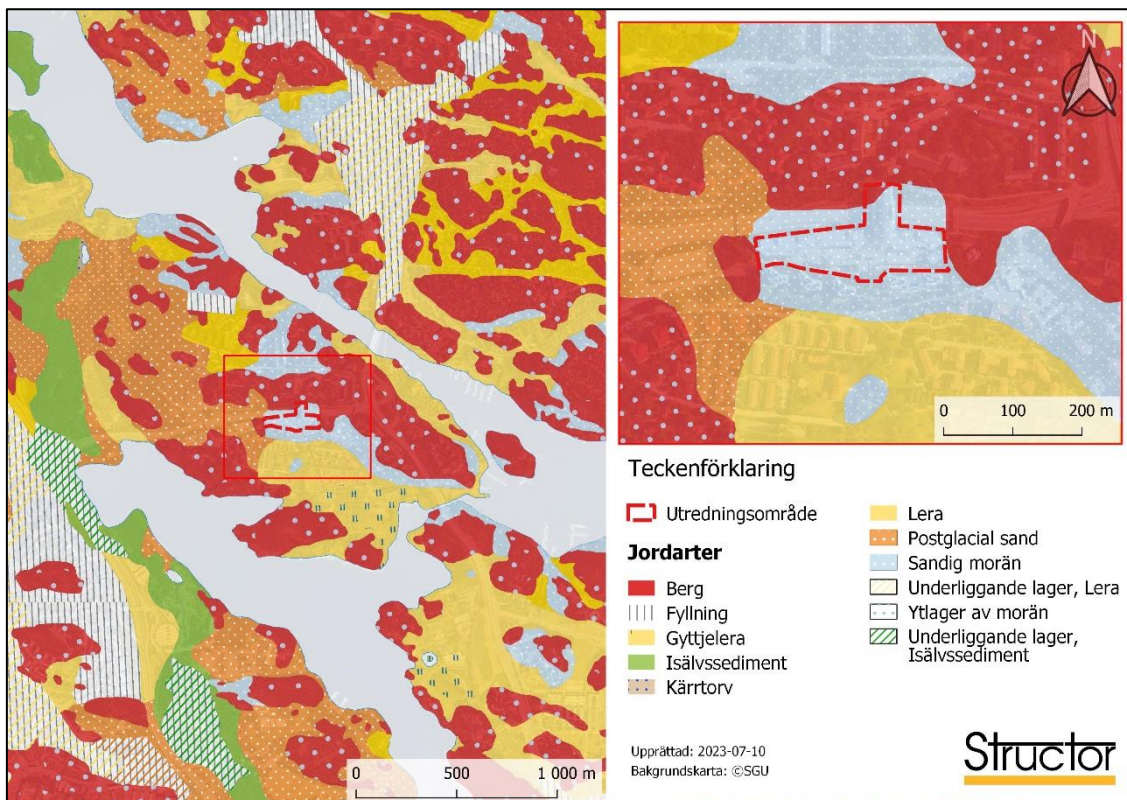 N
0 100 200 m
0 500 1 000 m
Teckenförklaring
Utredningsområde
Jordarter
Berg
Fyllning
Gyttjelera
Isälvssediment
Kärrtorv
Lera
Postglacial sand
Sandig morän
Underliggande lager, Lera
Ytlager av morän
Underliggande lager,
Isälvssediment
Upprättad: 2023-07-10
Bakgrundskarta: ©SGU
Structor